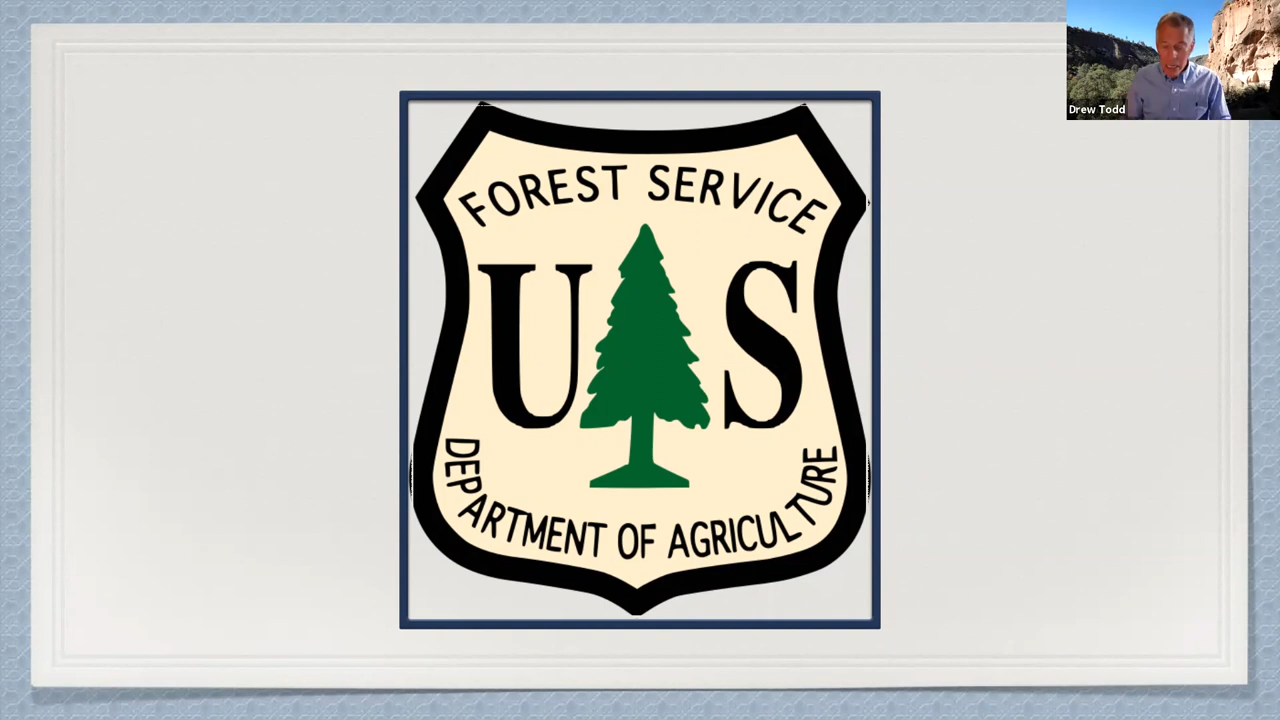 Drew Todd
FOREST SERVICE
U S
DEPARTMENT OF AGRICULTURE